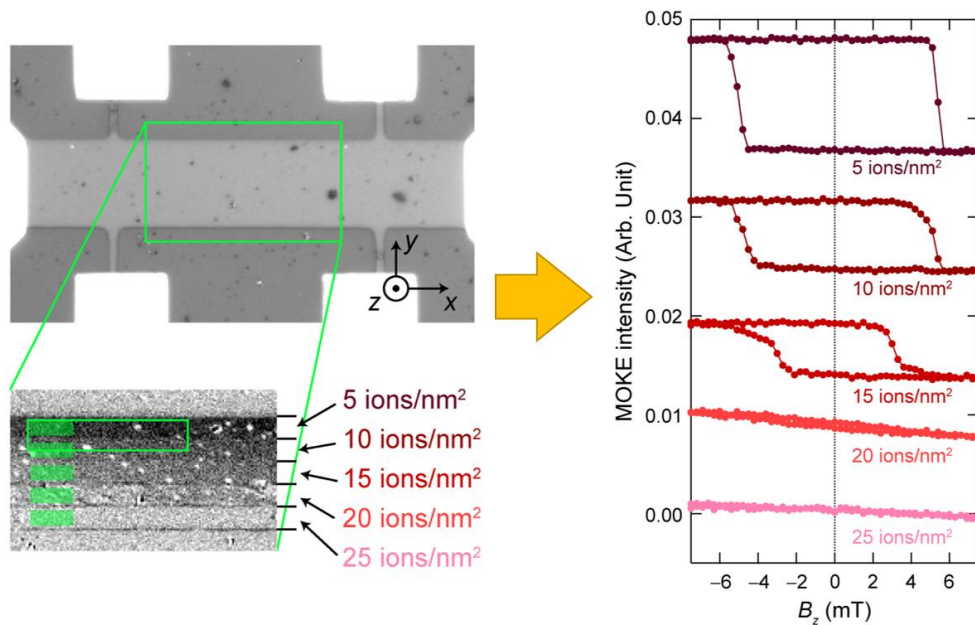 y
z
x
5 ions/nm²
10 ions/nm²
15 ions/nm²
20 ions/nm²
25 ions/nm²
MOKE intensity (Arb. Unit)
0.05
0.04
0.03
0.02
0.01
0.00
5 ions/nm²
10 ions/nm²
15 ions/nm²
20 ions/nm²
25 ions/nm²
−6 −4 −2 0 2 4 6
Bz (mT)